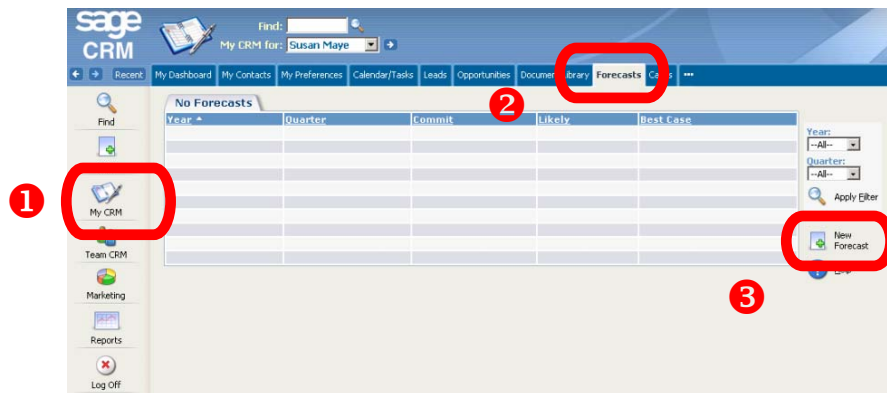 sage
CRM
Find:
My CRM for: Susan Maye
Recent My Dashboard My Contacts My Preferences Calendar/Tasks Leads Opportunities Library Forecasts
No Forecasts
2
Year Quarter Commit Likely Best Case
Find
Year:
--All--
Quarter:
--All--
Apply Filter
1
My CRM
New
Forecast
Team CRM
3
Marketing
Reports
Log Off